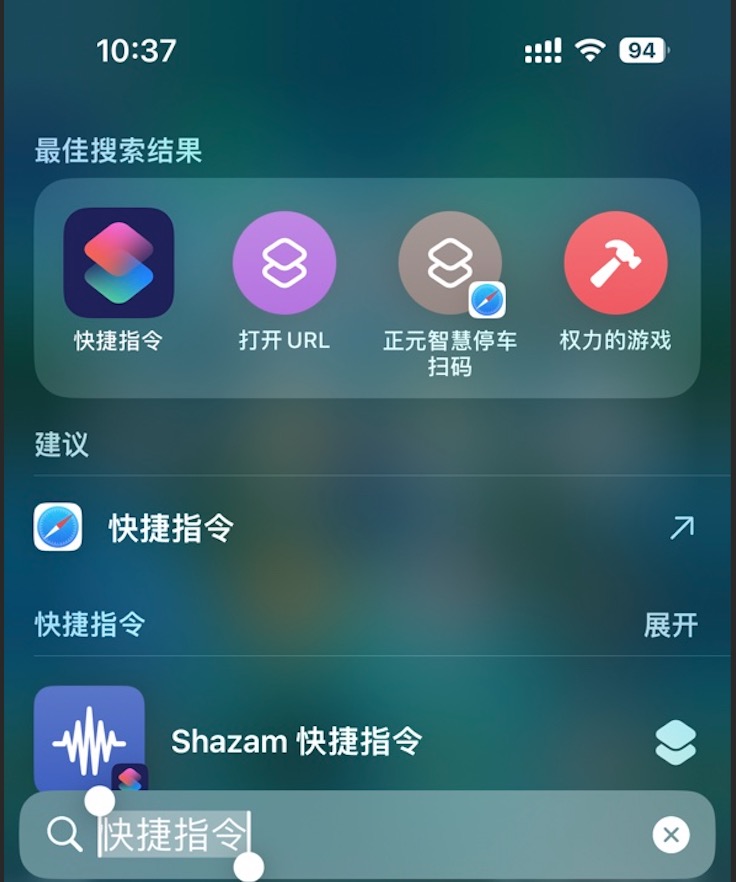 10:37
94
最佳搜索结果
快捷指令
打开 URL
正元智慧停车
扫码
权力的游戏
建议
快捷指令
快捷指令
展开
Shazam 快捷指令
快捷指令